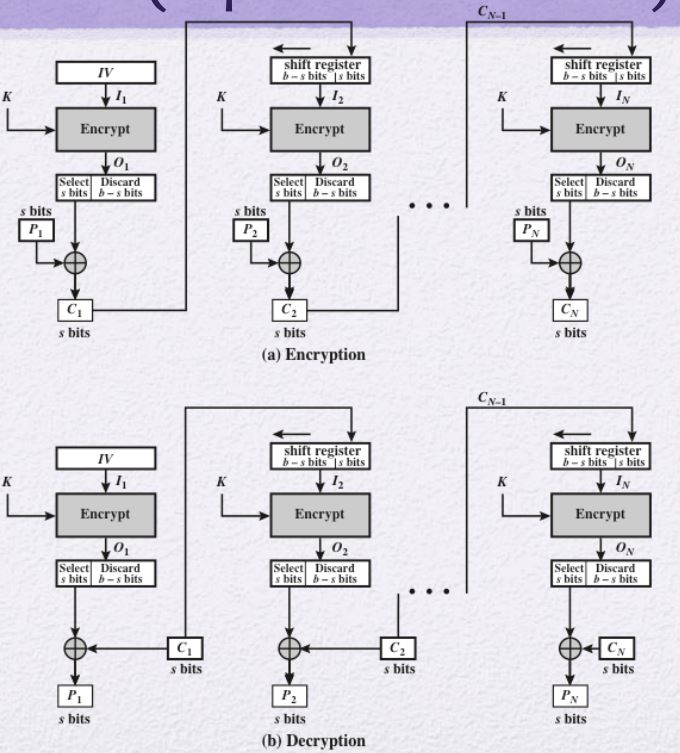 C_{N–1}
IV
shift register
b – s bits | s bits
shift register
b – s bits | s bits
K
I_1
K
I_2
K
I_N
Encrypt
Encrypt
Encrypt
O_1
O_2
O_N
Select Discard
s bits b – s bits
Select Discard
s bits b – s bits
Select Discard
s bits b – s bits
s bits
s bits
s bits
P_1
P_2
P_N
C_1
C_2
C_N
s bits
s bits
s bits
(a) Encryption
C_{N–1}
IV
shift register
b – s bits | s bits
shift register
b – s bits | s bits
K
I_1
K
I_2
K
I_N
Encrypt
Encrypt
Encrypt
O_1
O_2
O_N
Select Discard
s bits b – s bits
Select Discard
s bits b – s bits
Select Discard
s bits b – s bits
C_1
C_2
C_N
s bits
s bits
s bits
P_1
P_2
P_N
s bits
s bits
s bits
(b) Decryption